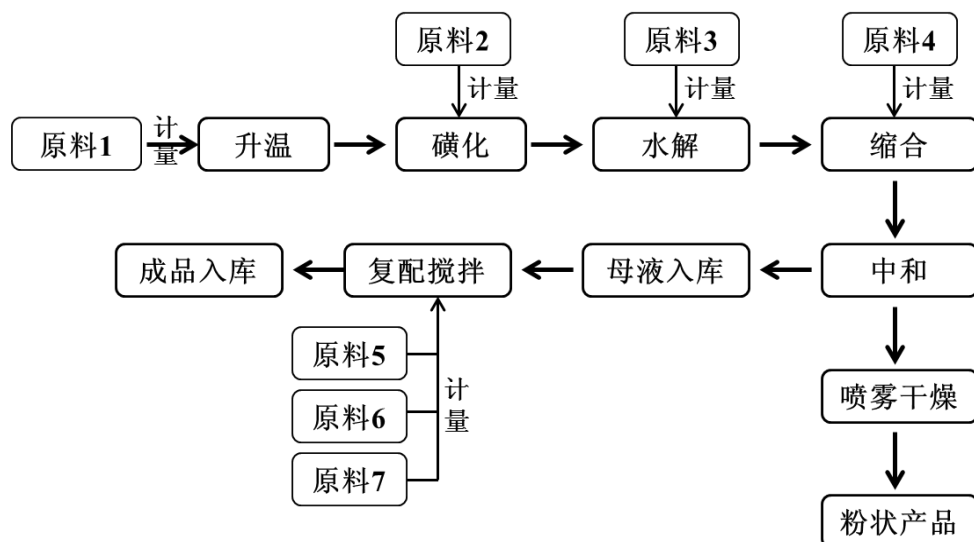 原料2
原料3
原料4
计量
计量
计量
原料1
计量
升温
磺化
水解
缩合
成品入库
复配搅拌
母液入库
中和
原料5
原料6
原料7
计量
喷雾干燥
粉状产品